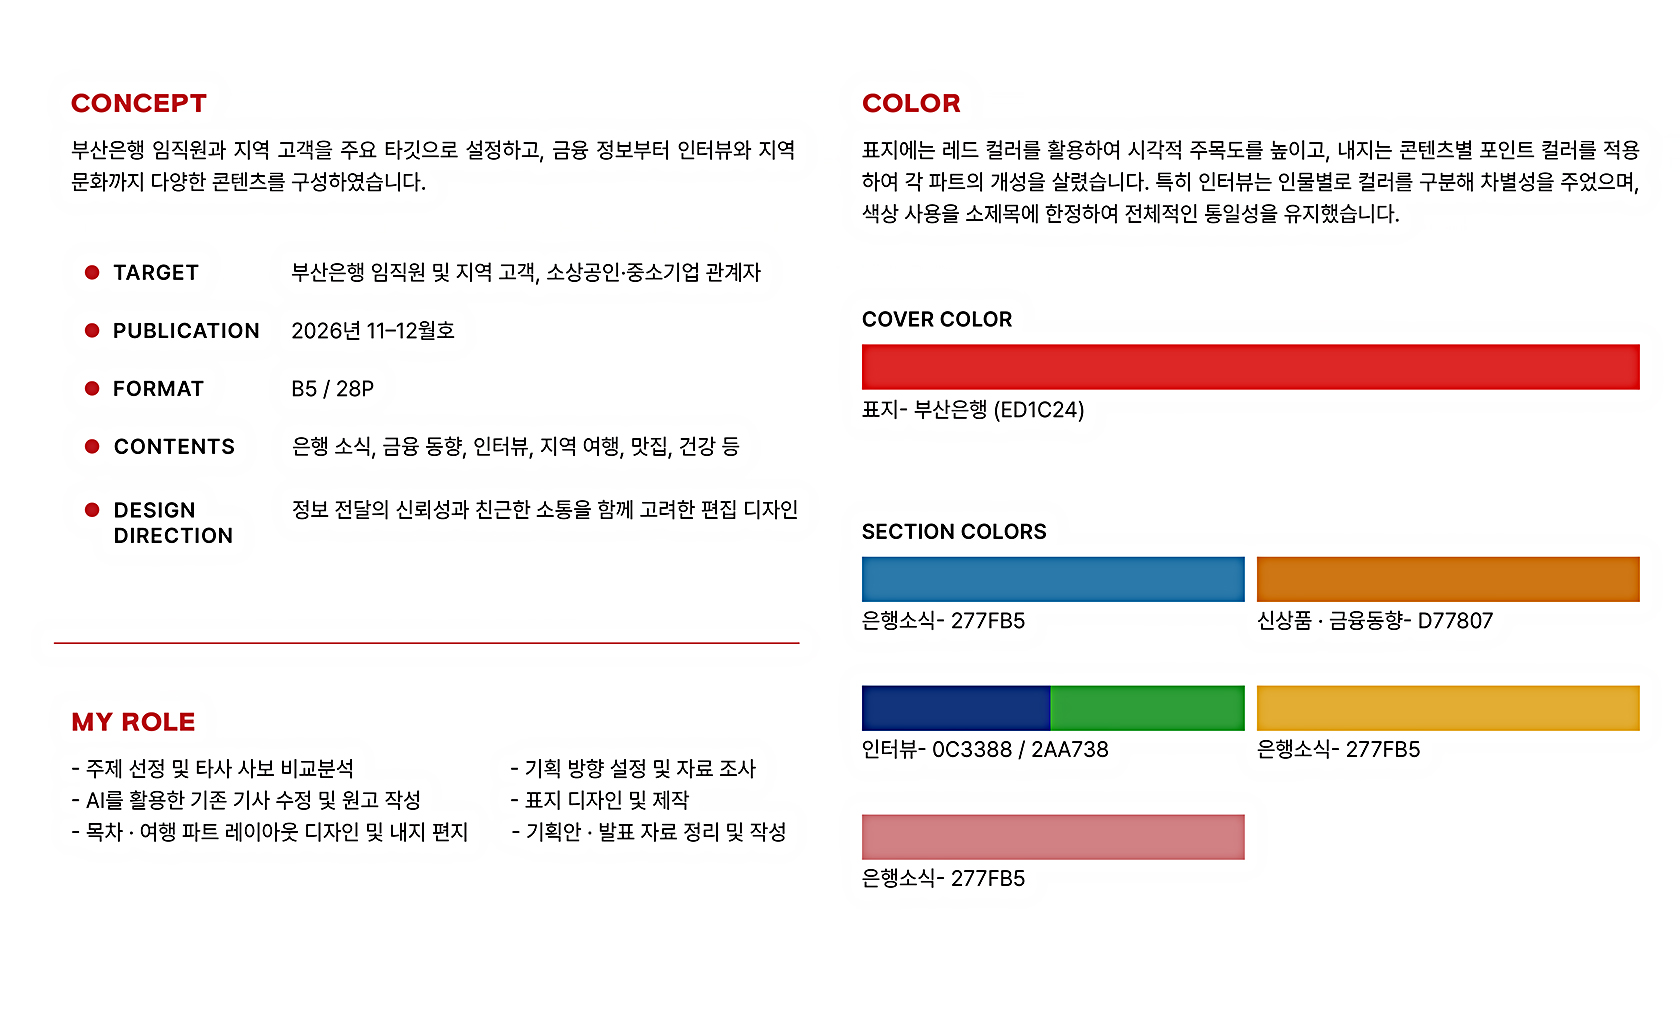 CONCEPT
부산은행 임직원과 지역 고객을 주요 타깃으로 설정하고, 금융 정보부터 인터뷰와 지역
문화까지 다양한 콘텐츠를 구성하였습니다.
TARGET 부산은행 임직원 및 지역 고객, 소상공인·중소기업 관계자
PUBLICATION 2026년 11–12월호
FORMAT B5 / 28P
CONTENTS 은행 소식, 금융 동향, 인터뷰, 지역 여행, 맛집, 건강 등
DESIGN 정보 전달의 신뢰성과 친근한 소통을 함께 고려한 편집 디자인
DIRECTION
MY ROLE
- 주제 선정 및 타사 사보 비교분석
- AI를 활용한 기존 기사 수정 및 원고 작성
- 목차 · 여행 파트 레이아웃 디자인 및 내지 편지
- 기획 방향 설정 및 자료 조사
- 표지 디자인 및 제작
- 기획안 · 발표 자료 정리 및 작성
COLOR
표지에는 레드 컬러를 활용하여 시각적 주목도를 높이고, 내지는 콘텐츠별 포인트 컬러를 적용
하여 각 파트의 개성을 살렸습니다. 특히 인터뷰는 인물별로 컬러를 구분해 차별성을 주었으며,
색상 사용을 소제목에 한정하여 전체적인 통일성을 유지했습니다.
COVER COLOR
표지- 부산은행 (ED1C24)
SECTION COLORS
은행소식- 277FB5
신상품 · 금융동향- D77807
인터뷰- 0C3388 / 2AA738
은행소식- 277FB5
은행소식- 277FB5